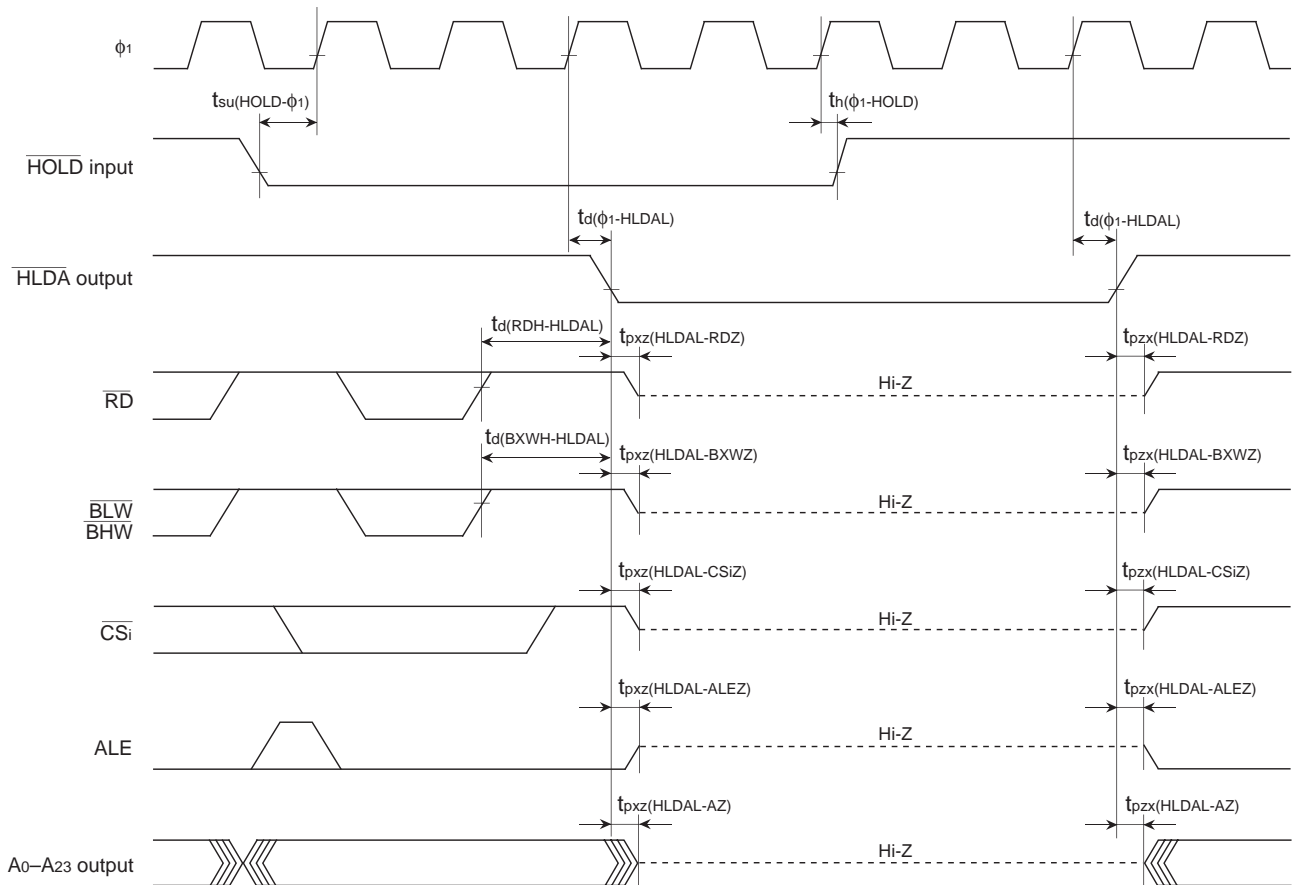 ϕ1
tsu(HOLD-ϕ1)
th(ϕ1-HOLD)
HOLD input
td(ϕ1-HLDAL)
td(ϕ1-HLDAL)
HLDA output
td(RDH-HLDAL)
tpxz(HLDAL-RDZ)
tpzx(HLDAL-RDZ)
RD
Hi-Z
td(BXWH-HLDAL)
tpxz(HLDAL-BXWZ)
tpzx(HLDAL-BXWZ)
BLW
BHW
Hi-Z
tpxz(HLDAL-CSiZ)
tpzx(HLDAL-CSiZ)
CSi
Hi-Z
tpxz(HLDAL-ALEZ)
tpzx(HLDAL-ALEZ)
ALE
Hi-Z
tpxz(HLDAL-AZ)
tpzx(HLDAL-AZ)
A0–A23 output
Hi-Z